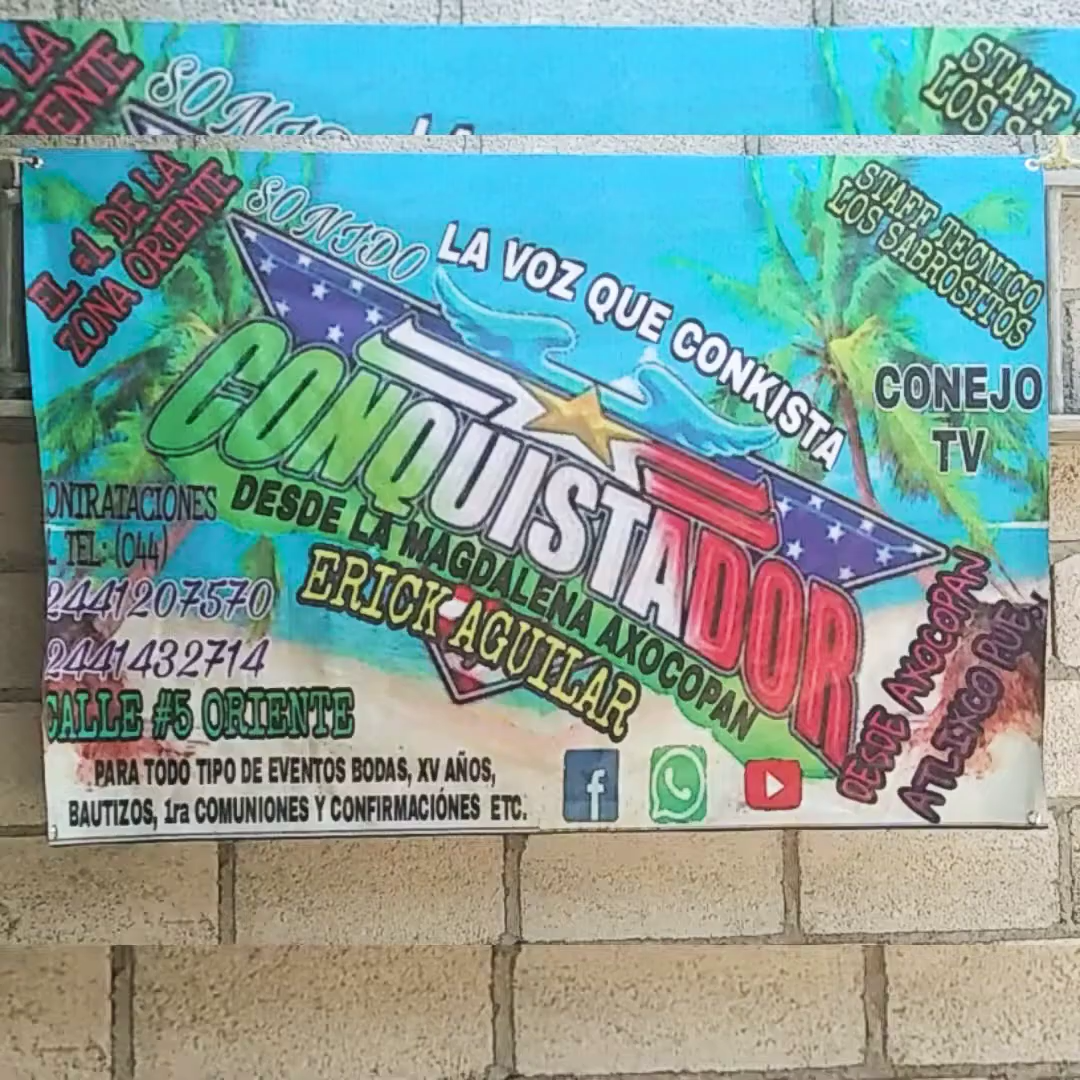 EL #1 DE LA
ZONA ORIENTE
SONIDO
LA VOZ QUE CONKISTA
STAFF TECNICO
LOS SABROSITOS
CONEJO
TV
CONQUISTADOR
DESDE LA MAGDALENA AXOCOPAN
ERICK AGUILAR
ONTRATACIONES
L TEL: (044)
2441207570
2441432714
CALLE #5 ORIENTE
DESDE AXOCOPAN
ATLIXCO PUE.
PARA TODO TIPO DE EVENTOS BODAS, XV AÑOS,
BAUTIZOS, 1ra COMUNIONES Y CONFIRMACIÓNES ETC.